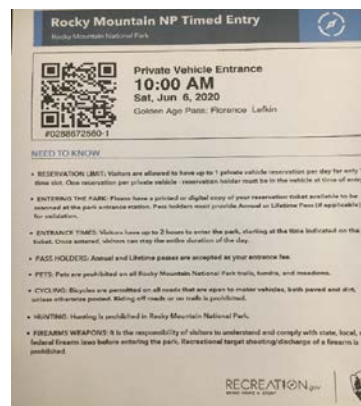 Rocky Mountain NP Timed Entry
Rocky Mountain National Park
Private Vehicle Entrance
10:00 AM
Sat, Jun 6, 2020
Golden Age Pass: Florence Lefkin
#0288672560-1
NEED TO KNOW
• RESERVATION LIMIT: Visitors are allowed to have up to 1 private vehicle reservation per day for only
time slot. One reservation per private vehicle - reservation holder must be in the vehicle at time of entry
• ENTERING THE PARK: Please have a printed or digital copy of your reservation ticket available to be
scanned at the park entrance station. Pass holders must provide Annual or Lifetime Pass (if applicable)
for validation.
• ENTRANCE TIMES: Visitors have up to 2 hours to enter the park, starting at the time indicated on the
ticket. Once entered, visitors can stay the entire duration of the day.
• PASS HOLDERS: Annual and Lifetime passes are accepted as your entrance fee.
• PETS: Pets are prohibited on all Rocky Mountain National Park trails, tundra, and meadows.
• CYCLING: Bicycles are permitted on all roads that are open to motor vehicles, both paved and dirt,
unless otherwise posted. Riding off roads or on trails is prohibited.
• HUNTING: Hunting is prohibited in Rocky Mountain National Park.
• FIREARMS WEAPONS: It is the responsibility of visitors to understand and comply with state, local,
federal firearm laws before entering the park. Recreational target shooting/discharge of a firearm is
prohibited.
RECREATION.gov